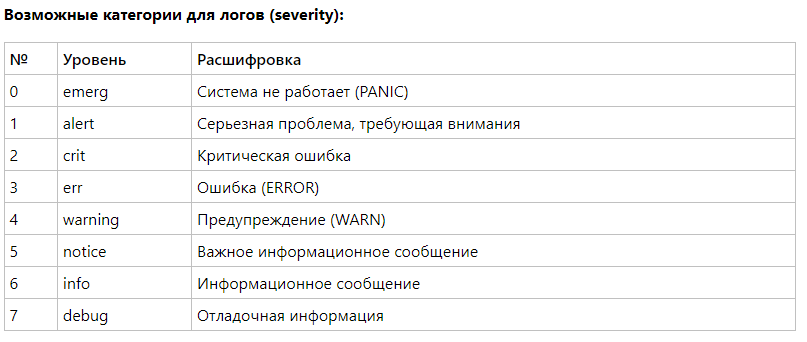 Возможные категории для логов (severity):
№ Уровень Расшифровка
0 emerg Система не работает (PANIC)
1 alert Серьезная проблема, требующая внимания
2 crit Критическая ошибка
3 err Ошибка (ERROR)
4 warning Предупреждение (WARN)
5 notice Важное информационное сообщение
6 info Информационное сообщение
7 debug Отладочная информация